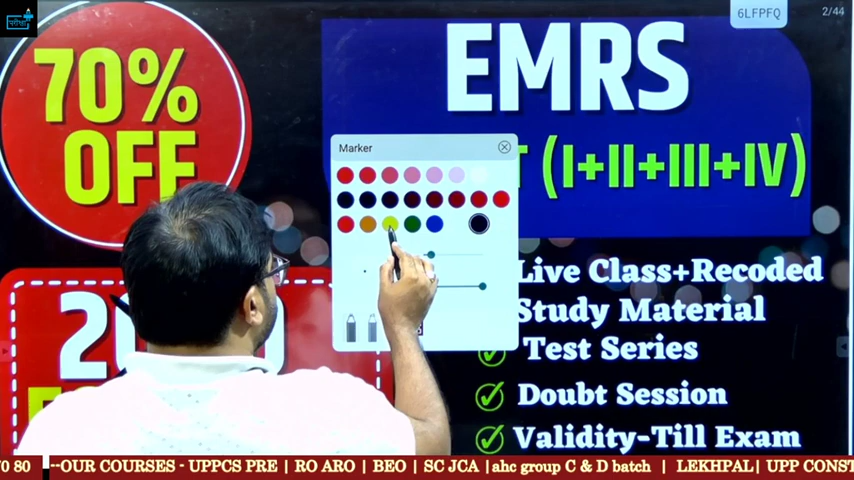 परीक्षा
6LFPFQ
2/44
70%
OFF
EMRS
(I+II+III+IV)
Marker
Live Class+Recoded
Study Material
Test Series
Doubt Session
Validity-Till Exam
TO 80 --OUR COURSES - UPPCS PRE | RO ARO | BEO | SC JCA |ahc group C & D batch | LEKHPAL| UPP CONST